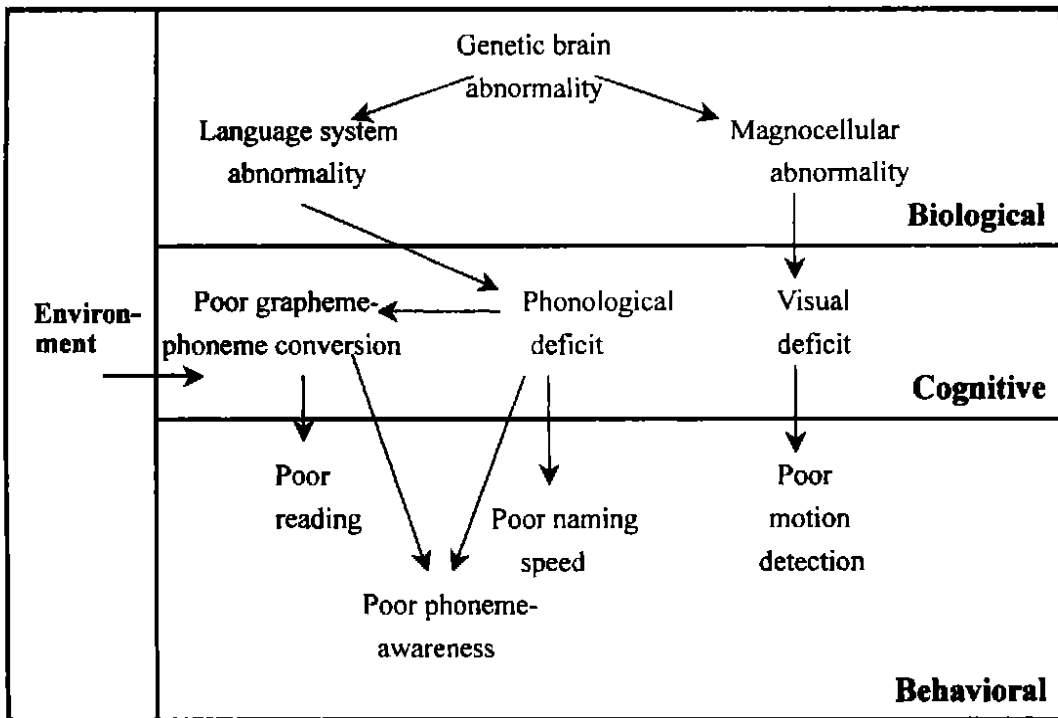 Genetic brain
abnormality
Language system
abnormality
Magnocellular
abnormality
Biological
Environ-
ment
Poor grapheme-
phoneme conversion
Phonological
deficit
Visual
deficit
Cognitive
Poor
reading
Poor naming
speed
Poor
motion
detection
Poor phoneme-
awareness
Behavioral